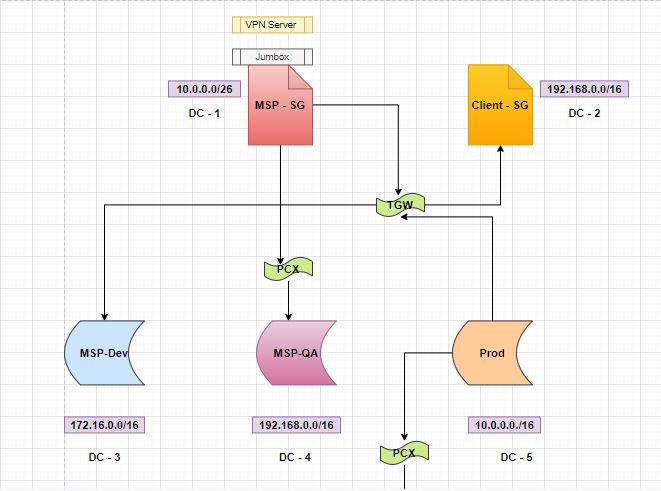 VPN Server
Jumbox
10.0.0.0/26
MSP - SG
Client - SG
192.168.0.0/16
DC - 1
DC - 2
TGW
PCX
MSP-Dev
MSP-QA
Prod
172.16.0.0/16
192.168.0.0/16
10.0.0.0/16
DC - 3
DC - 4
DC - 5
PCX